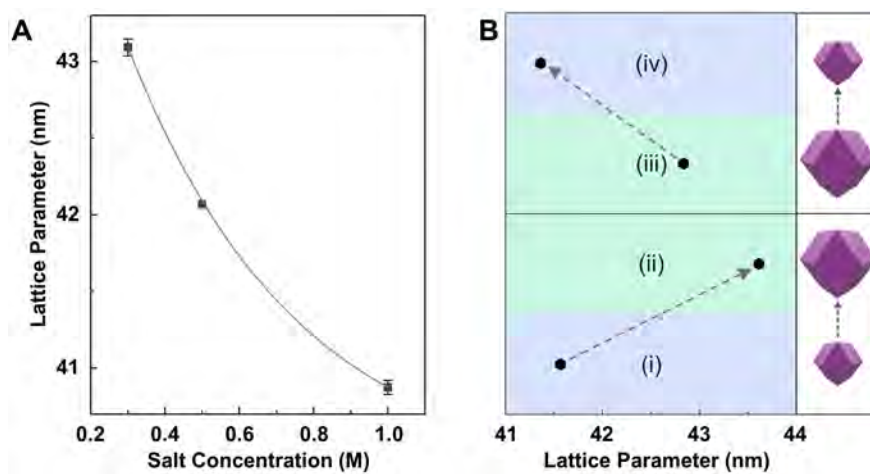 A
43
42
41
Lattice Parameter (nm)
0.2 0.4 0.6 0.8 1.0
Salt Concentration (M)
B
(iv)
(iii)
(ii)
(i)
41 42 43 44
Lattice Parameter (nm)